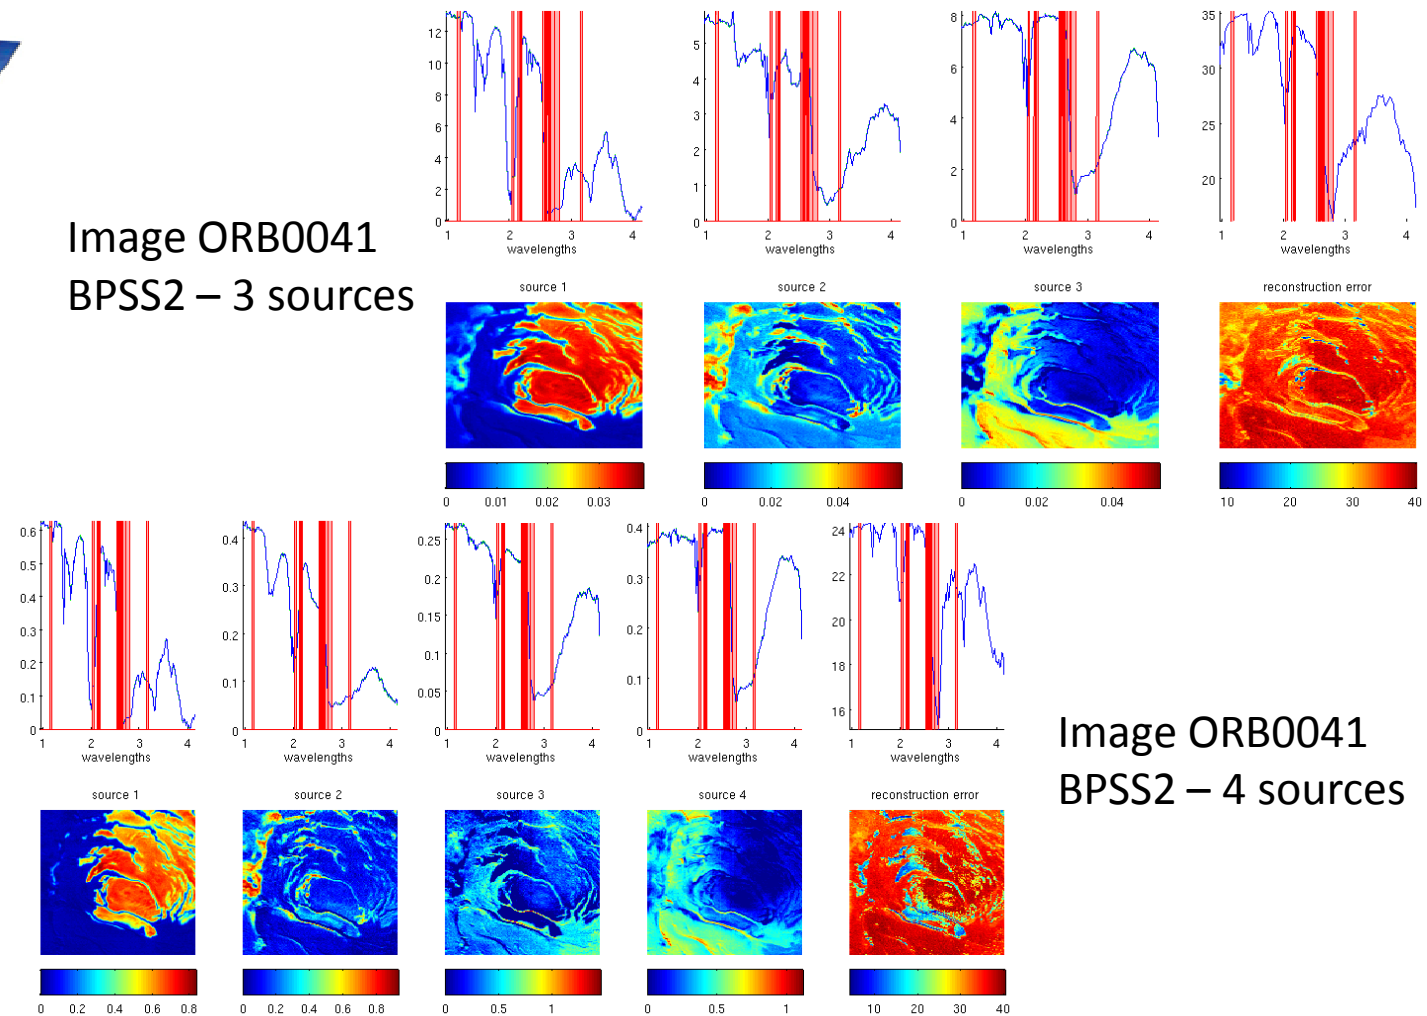 12
10
8
6
4
2
0
1 2 3 4
wavelengths
5
4
3
2
1
0
1 2 3 4
wavelengths
8
6
4
2
0
1 2 3 4
wavelengths
35
30
25
20
1 2 3 4
wavelengths
Image ORB0041
BPSS2 – 3 sources
source 1
source 2
source 3
reconstruction error
0 0.01 0.02 0.03
0 0.02 0.04
0 0.02 0.04
10 20 30 40
0.6
0.5
0.4
0.3
0.2
0.1
0
1 2 3 4
wavelengths
0.4
0.3
0.2
0.1
0
1 2 3 4
wavelengths
0.25
0.2
0.15
0.1
0.05
0
1 2 3 4
wavelengths
0.4
0.3
0.2
0.1
0
1 2 3 4
wavelengths
24
22
20
18
16
1 2 3 4
wavelengths
Image ORB0041
BPSS2 – 4 sources
source 1
source 2
source 3
source 4
reconstruction error
0 0.2 0.4 0.6 0.8
0 0.2 0.4 0.6 0.8
0 0.5 1
0 0.5 1
10 20 30 40